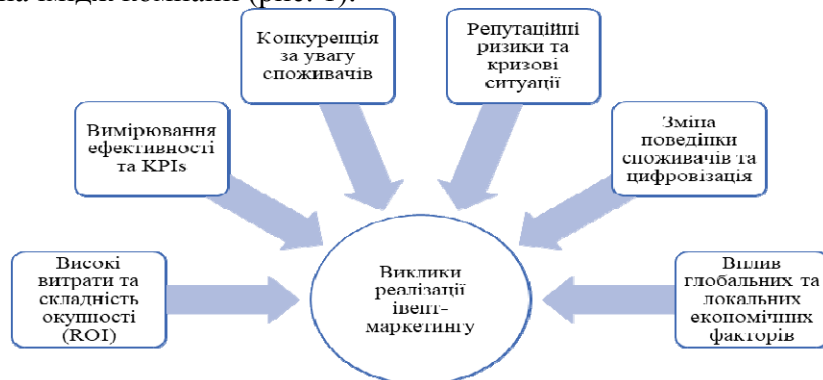 на імідж компанії (рис. 1).
Конкуренція
за увагу
споживачів
Репутаційні
ризики та
кризові
ситуації
Вимірювання
ефективності
та KPIs
Зміна
поведінки
споживачів та
цифровізація
Високі
витрати та
складність
окупності
(ROI)
Виклики
реалізації
івент-
маркетингу
Вплив
глобальних та
локальних
економічних
факторів